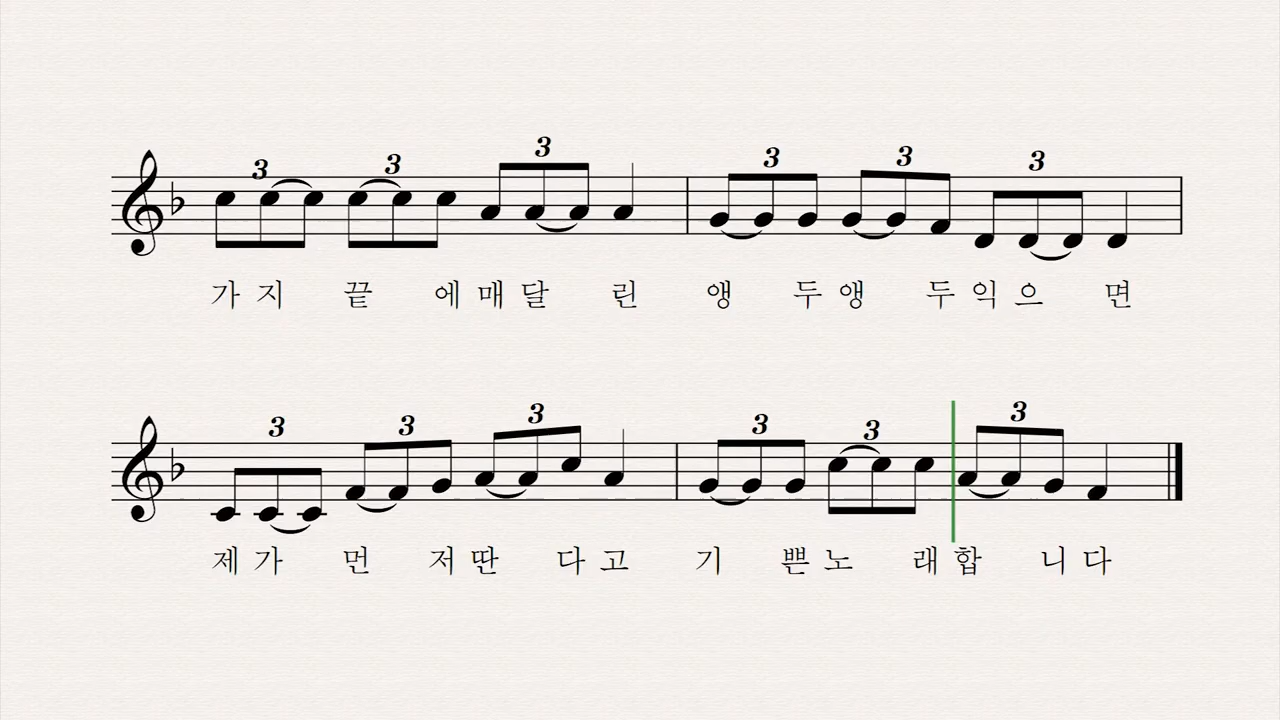 3 3 3 3 3 3
가지 끝 에매달 린 앵 두앵 두익으 면
3 3 3 3 3 3
제가 먼 저딴 다고 기 쁜노 래합 니다